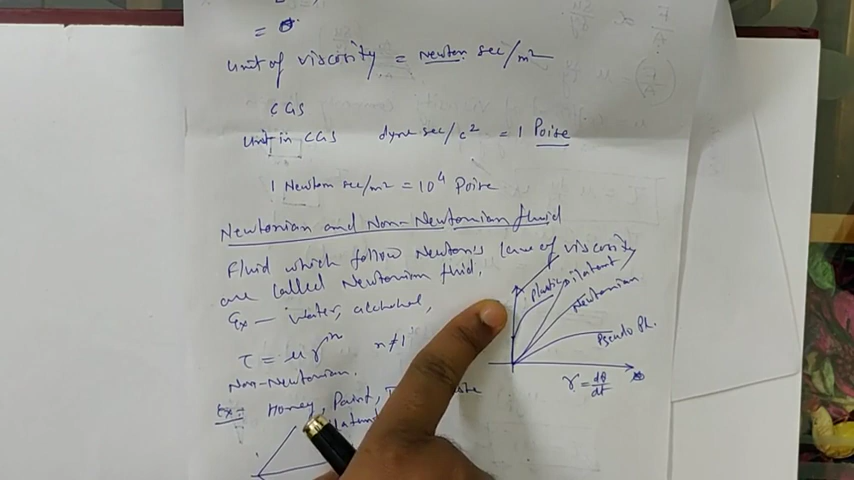 =
Unit of viscosity = Newton sec/m²
CGS
Unit in CGS dyne sec/c² = 1 Poise
1 Newton sec/m² = 10⁴ Poise
Newtonian and Non-Newtonian fluid
Fluid which follow Newton's law of viscosity
are called Newtonian fluid.
Ex – water, alcohol,
τ = μ γⁿ n≠1
Non-Newtonian.
Ex:- Honey, Paint,
Plastic
Dilatant
Newtonian
Pseudo Pl.
γ = dθ/dt